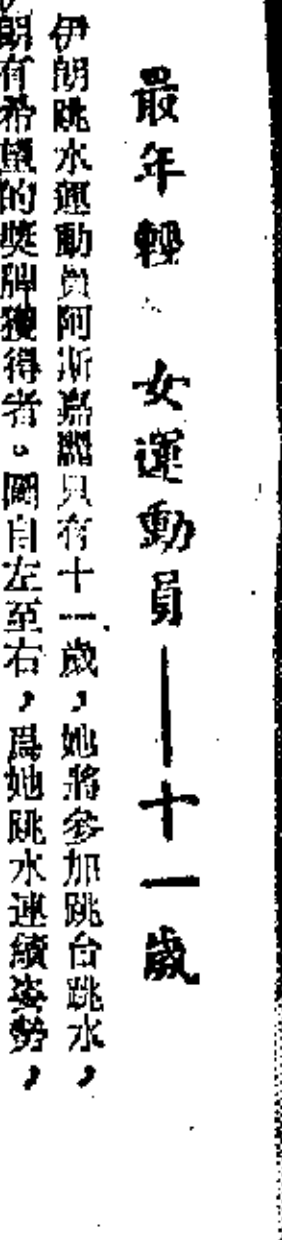 最年輕女運動員——十一歲
伊朗跳水運動員阿斯嘉麗只有十一歲，她將參加跳台跳水，
朗有希望的獎牌獲得者。圖自左至右，爲她跳水連續姿勢，